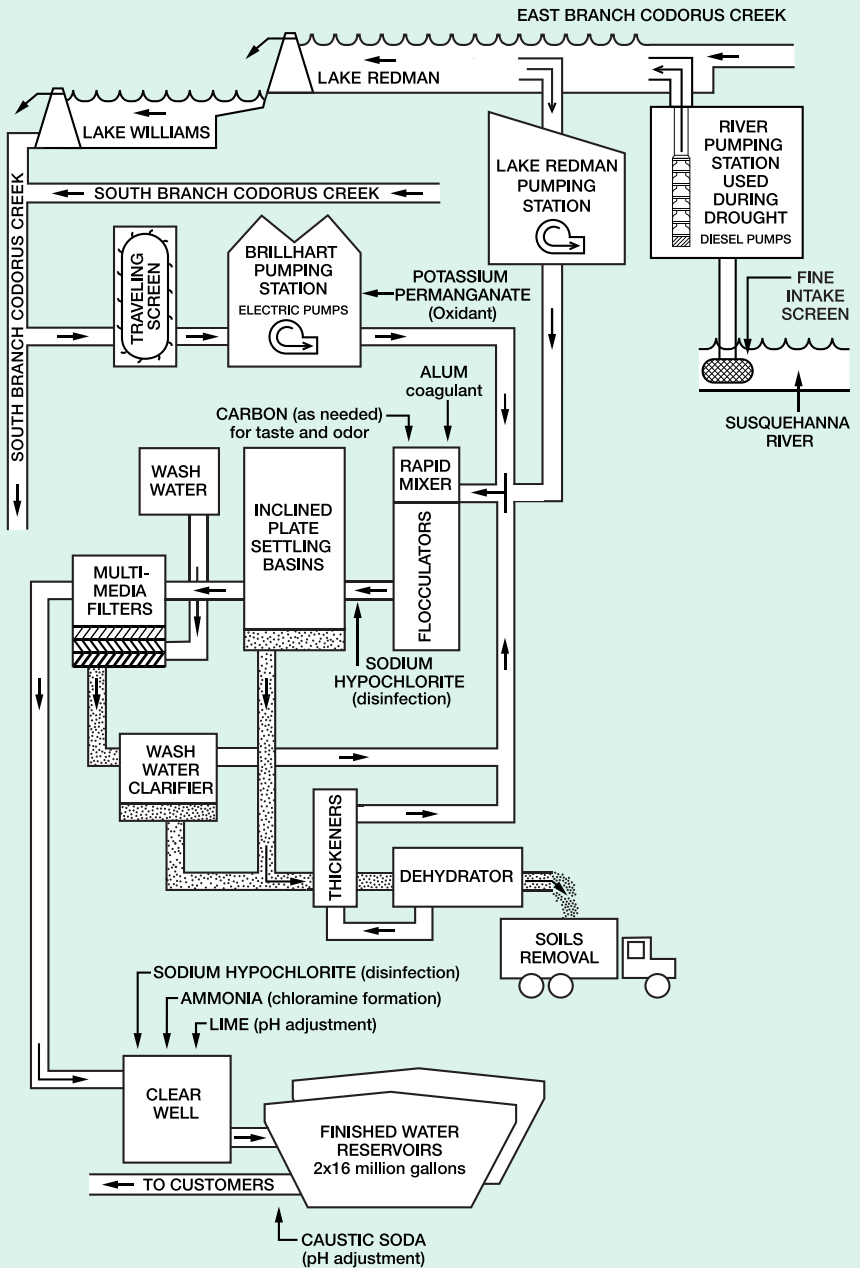 EAST BRANCH CODORUS CREEK
LAKE REDMAN
LAKE WILLIAMS
SOUTH BRANCH CODORUS CREEK
SOUTH BRANCH CODORUS CREEK
LAKE REDMAN
PUMPING
STATION
RIVER
PUMPING
STATION
USED
DURING
DROUGHT
DIESEL PUMPS
FINE
INTAKE
SCREEN
SUSQUEHANNA
RIVER
TRAVELING
SCREEN
BRILLHART
PUMPING
STATION
ELECTRIC PUMPS
POTASSIUM
PERMANGANATE
(Oxidant)
ALUM
coagulant
CARBON (as needed)
for taste and odor
WASH
WATER
INCLINED
PLATE
SETTLING
BASINS
RAPID
MIXER
FLOCCULATORS
MULTI-
MEDIA
FILTERS
SODIUM
HYPOCHLORITE
(disinfection)
WASH
WATER
CLARIFIER
THICKENERS
DEHYDRATOR
SOILS
REMOVAL
SODIUM HYPOCHLORITE (disinfection)
AMMONIA (chloramine formation)
LIME (pH adjustment)
CLEAR
WELL
FINISHED WATER
RESERVOIRS
2x16 million gallons
TO CUSTOMERS
CAUSTIC SODA
(pH adjustment)